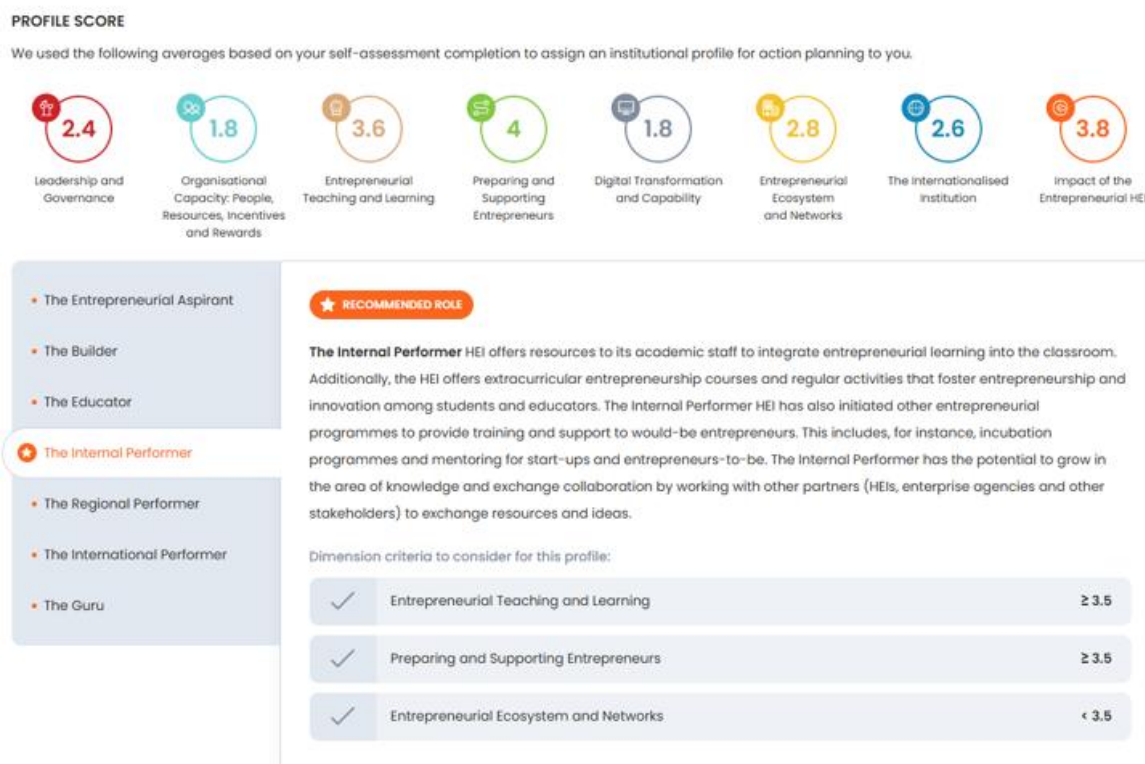 PROFILE SCORE
We used the following averages based on your self-assessment completion to assign an institutional profile for action planning to you.
2.4
1.8
3.6
4
1.8
2.8
2.6
3.8
Leadership and
Governance
Organisational
Capacity: People,
Resources, Incentives
and Rewards
Entrepreneurial
Teaching and Learning
Preparing and
Supporting
Entrepreneurs
Digital Transformation
and Capability
Entrepreneurial
Ecosystem
and Networks
The Internationalised
Institution
Impact of the
Entrepreneurial HEI
The Entrepreneurial Aspirant
The Builder
The Educator
The Internal Performer
The Regional Performer
The International Performer
The Guru
RECOMMENDED ROLE
The Internal Performer HEI offers resources to its academic staff to integrate entrepreneurial learning into the classroom.
Additionally, the HEI offers extracurricular entrepreneurship courses and regular activities that foster entrepreneurship and
innovation among students and educators. The Internal Performer HEI has also initiated other entrepreneurial
programmes to provide training and support to would-be entrepreneurs. This includes, for instance, incubation
programmes and mentoring for start-ups and entrepreneurs-to-be. The Internal Performer has the potential to grow in
the area of knowledge and exchange collaboration by working with other partners (HEIs, enterprise agencies and other
stakeholders) to exchange resources and ideas.
Dimension criteria to consider for this profile:
Entrepreneurial Teaching and Learning ≥ 3.5
Preparing and Supporting Entrepreneurs ≥ 3.5
Entrepreneurial Ecosystem and Networks < 3.5